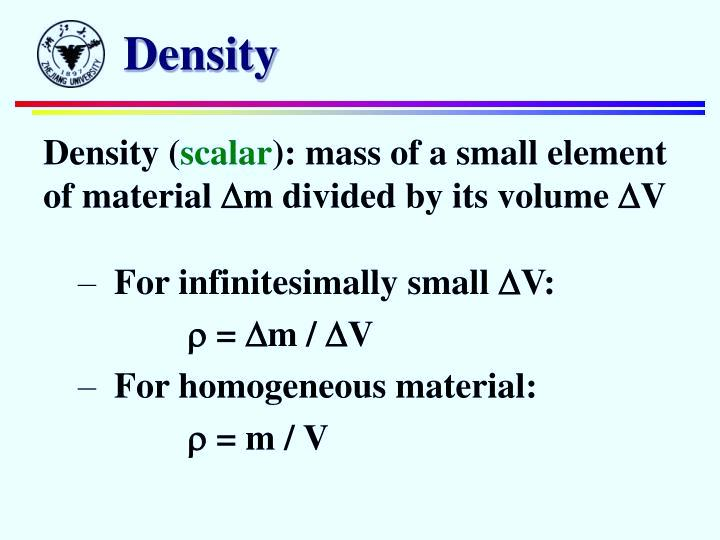 Density
1897
ZHEJIANG UNIVERSITY
Density (scalar): mass of a small element
of material Δm divided by its volume ΔV
– For infinitesimally small ΔV:
ρ = Δm / ΔV
– For homogeneous material:
ρ = m / V